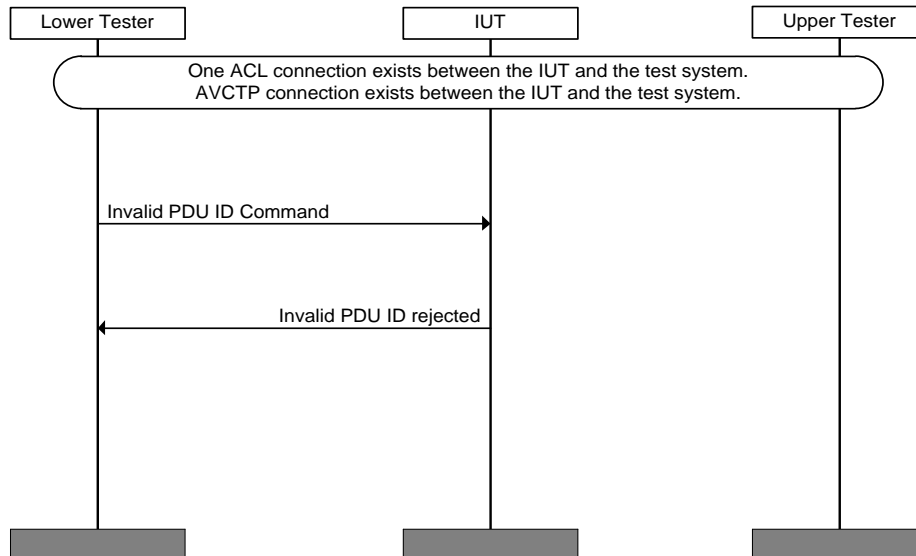 Lower Tester
IUT
Upper Tester
One ACL connection exists between the IUT and the test system.
AVCTP connection exists between the IUT and the test system.
Invalid PDU ID Command
Invalid PDU ID rejected